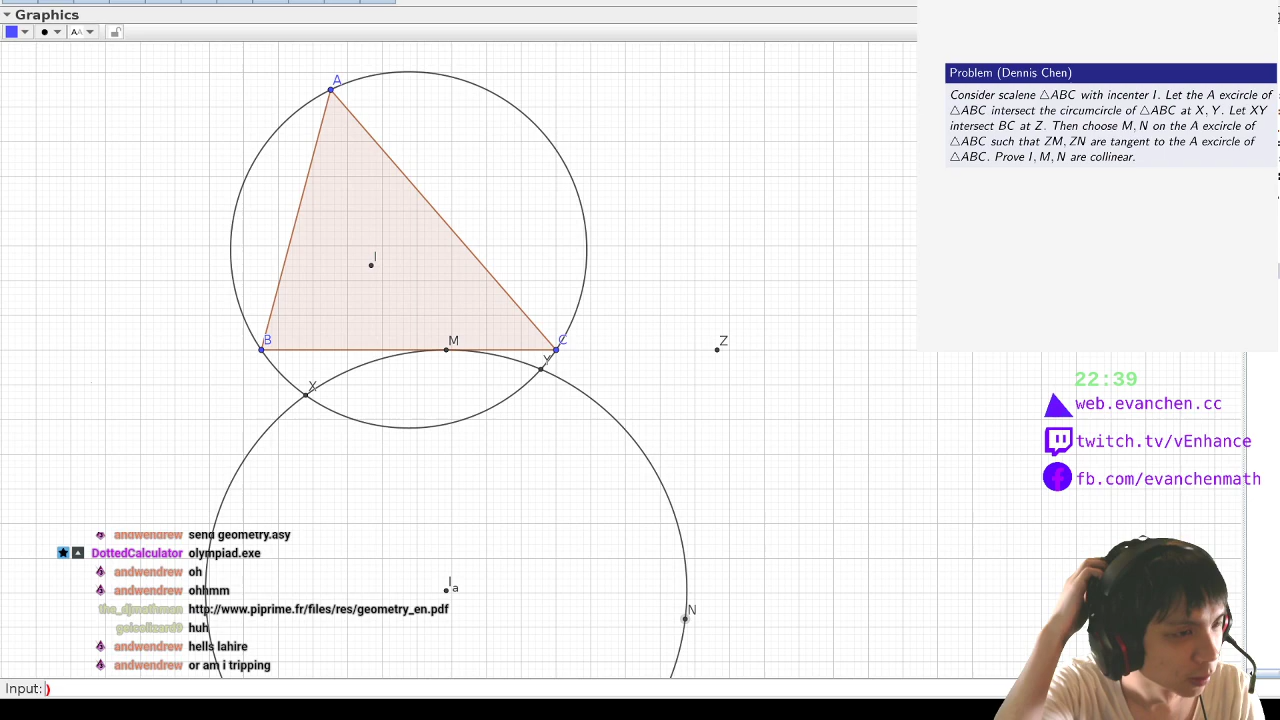 Graphics
AA
A
I
B
M
C
Z
Y
X
I a
N
Problem (Dennis Chen)
Consider scalene △ABC with incenter I. Let the A excircle of
△ABC intersect the circumcircle of △ABC at X, Y. Let XY
intersect BC at Z. Then choose M, N on the A excircle of
△ABC such that ZM, ZN are tangent to the A excircle of
△ABC. Prove I, M, N are collinear.
22:39
web.evanchen.cc
twitch.tv/vEnhance
fb.com/evanchenmath
andwendrew send geometry.asy
DottedCalculator olympiad.exe
andwendrew oh
andwendrew ohhmm
the_djmathman http://www.piprime.fr/files/res/geometry_en.pdf
huh
andwendrew hells lahire
andwendrew or am i tripping
Input: )